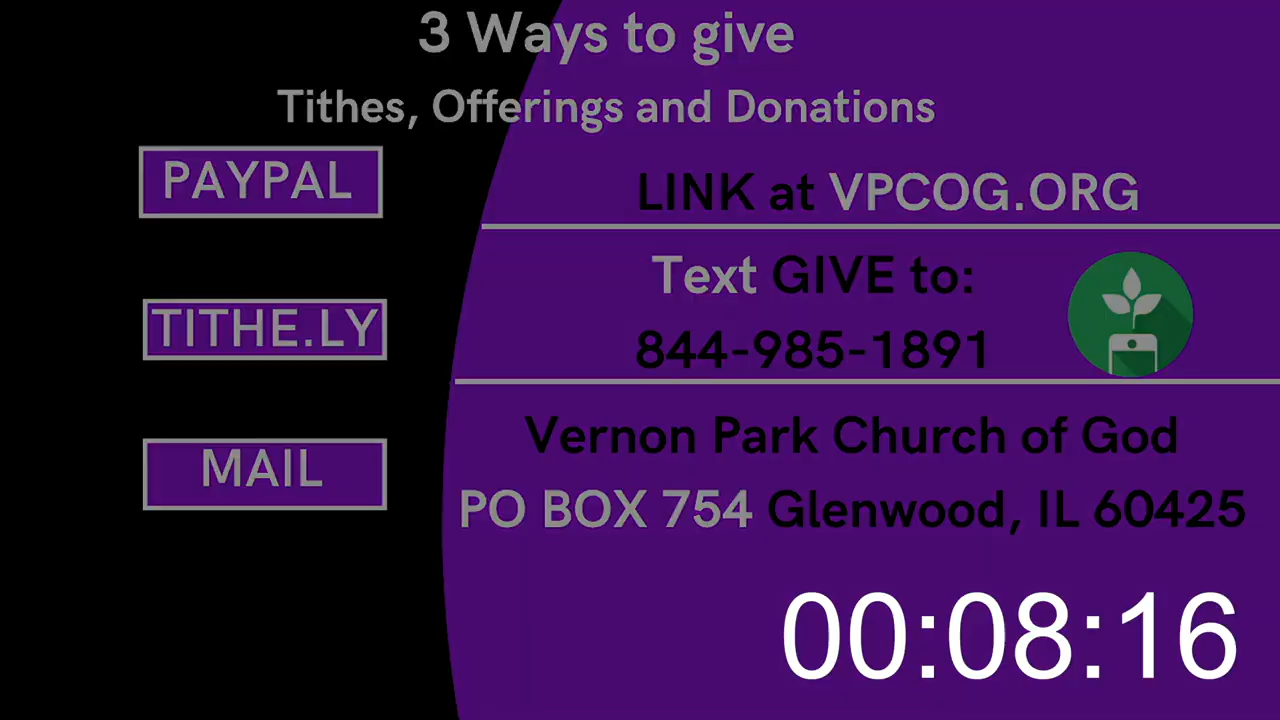 3 Ways to give
Tithes, Offerings and Donations
PAYPAL
LINK at VPCOG.ORG
TITHE.LY
Text GIVE to:
844-985-1891
MAIL
Vernon Park Church of God
PO BOX 754 Glenwood, IL 60425
00:08:16